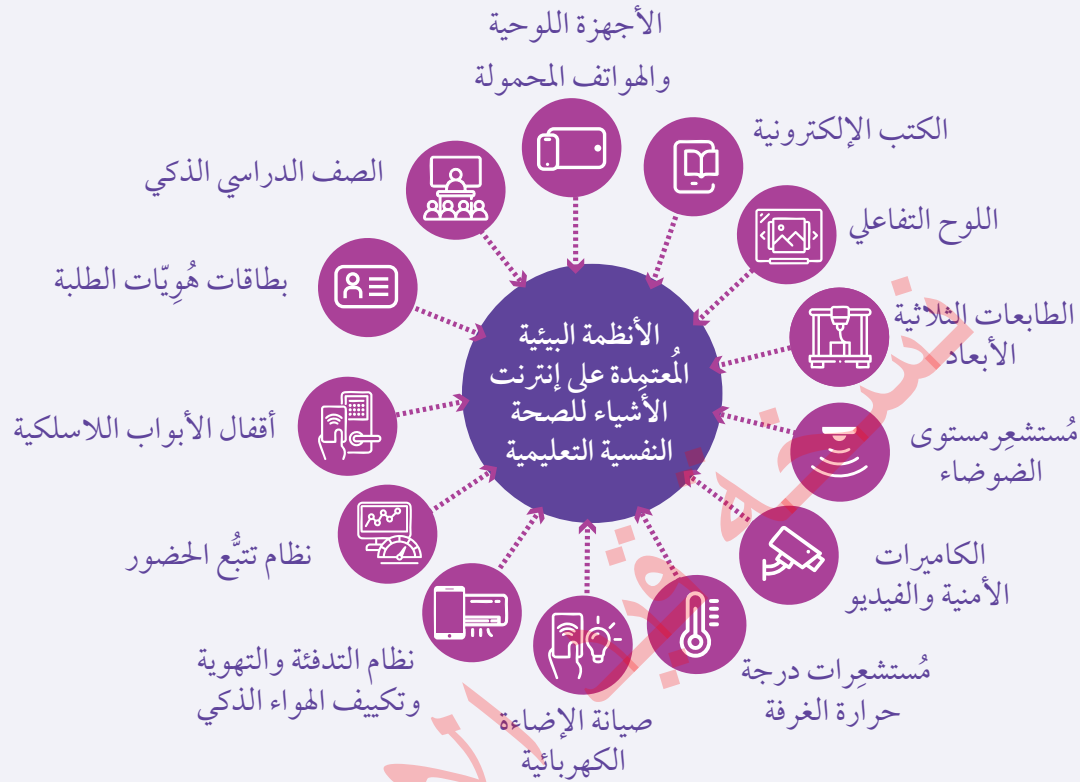 الأجهزة اللوحية
والهواتف المحمولة
الكتب الإلكترونية
اللوح التفاعلي
الطابعات الثلاثية
الأبعاد
مُستشعِر مستوى
الضوضاء
الكاميرات
الأمنية والفيديو
مُستشعِرات درجة
حرارة الغرفة
صيانة الإضاءة
الكهربائية
نظام التدفئة والتهوية
وتكييف الهواء الذكي
نظام تتبُّع الحضور
أقفال الأبواب اللاسلكية
بطاقات هُوِيّات الطلبة
الصف الدراسي الذكي
الأنظمة البيئية
المُعتمِدة على إنترنت
الأشياء للصحة
النفسية التعليمية